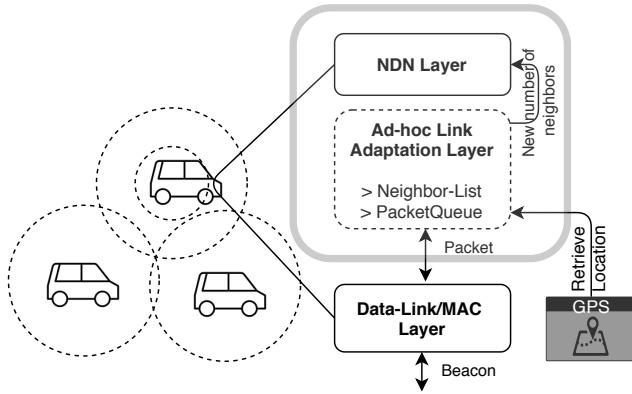 NDN Layer
New number of
neighbors
Ad-hoc Link
Adaptation Layer
> Neighbor-List
> PacketQueue
Packet
Retrieve
Location
GPS
Data-Link/MAC
Layer
Beacon